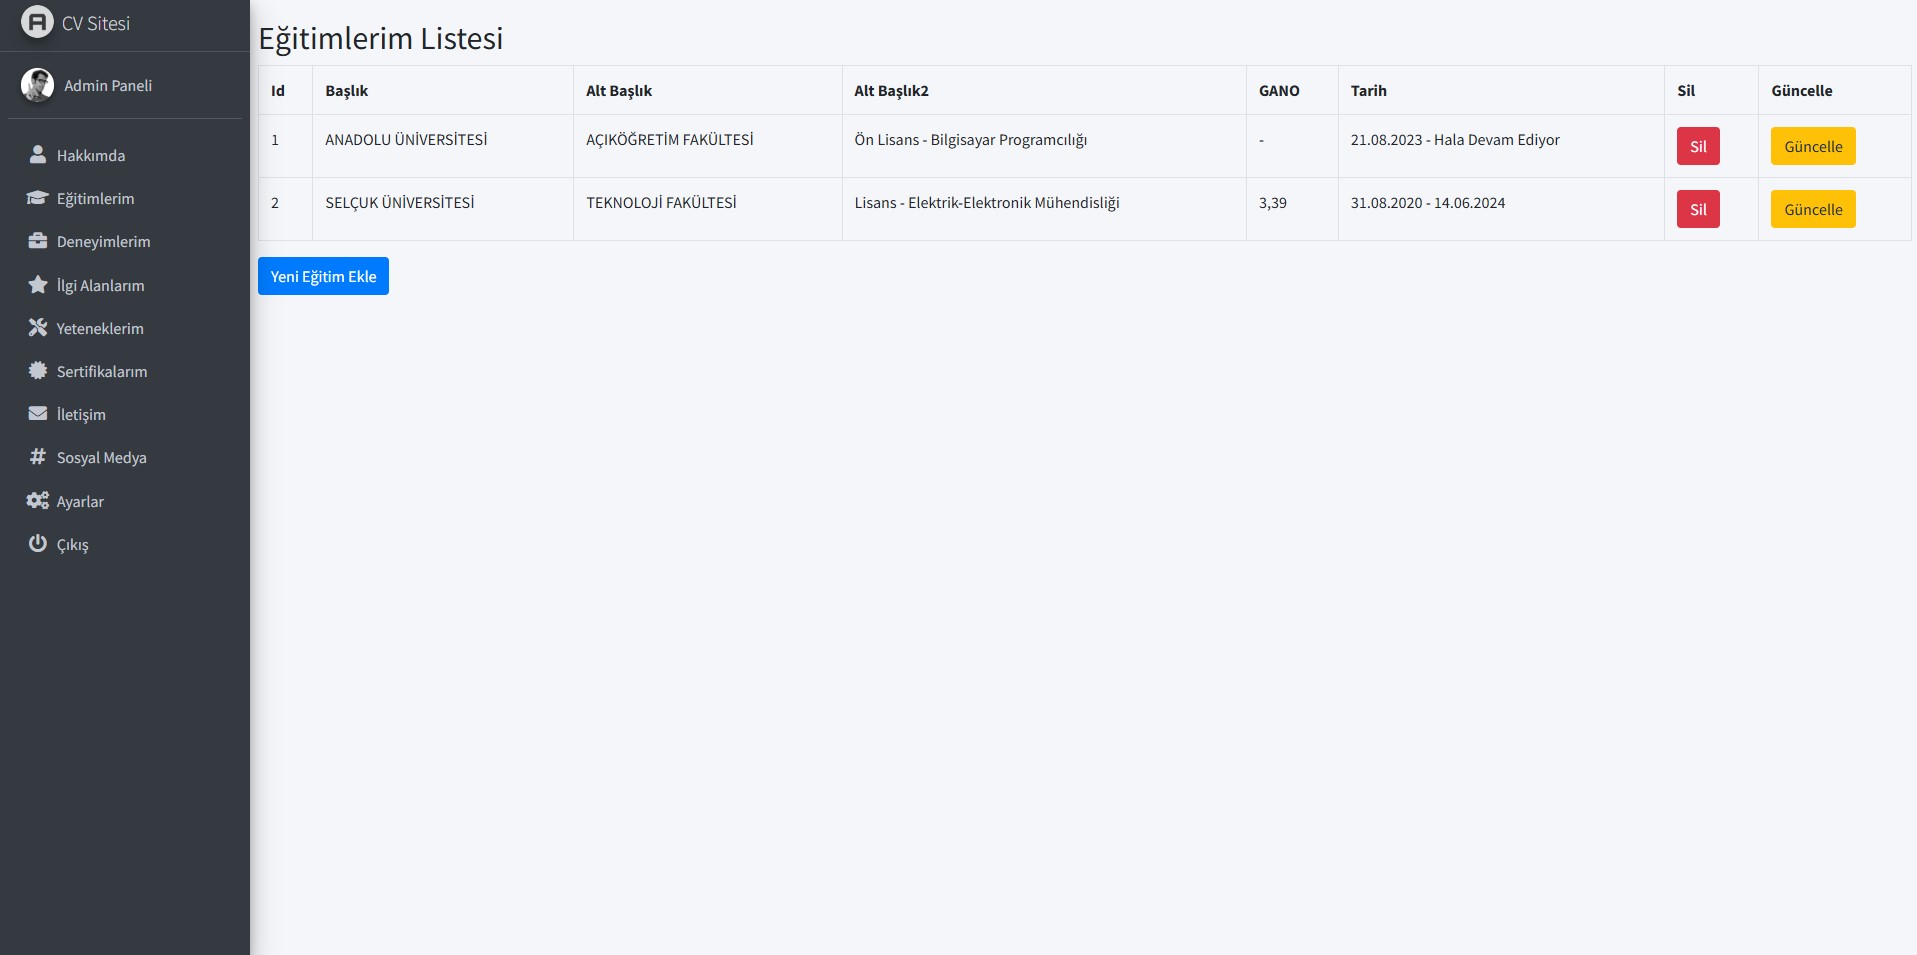 CV Sitesi
Admin Paneli
Hakkımda
Eğitimlerim
Deneyimlerim
İlgi Alanlarım
Yeteneklerim
Sertifikalarım
İletişim
Sosyal Medya
Ayarlar
Çıkış
Eğitimlerim Listesi
Id Başlık Alt Başlık Alt Başlık2 GANO Tarih Sil Güncelle
1 ANADOLU ÜNİVERSİTESİ AÇIKÖĞRETİM FAKÜLTESİ Ön Lisans - Bilgisayar Programcılığı - 21.08.2023 - Hala Devam Ediyor Sil Güncelle
2 SELÇUK ÜNİVERSİTESİ TEKNOLOJİ FAKÜLTESİ Lisans - Elektrik-Elektronik Mühendisliği 3,39 31.08.2020 - 14.06.2024 Sil Güncelle
Yeni Eğitim Ekle